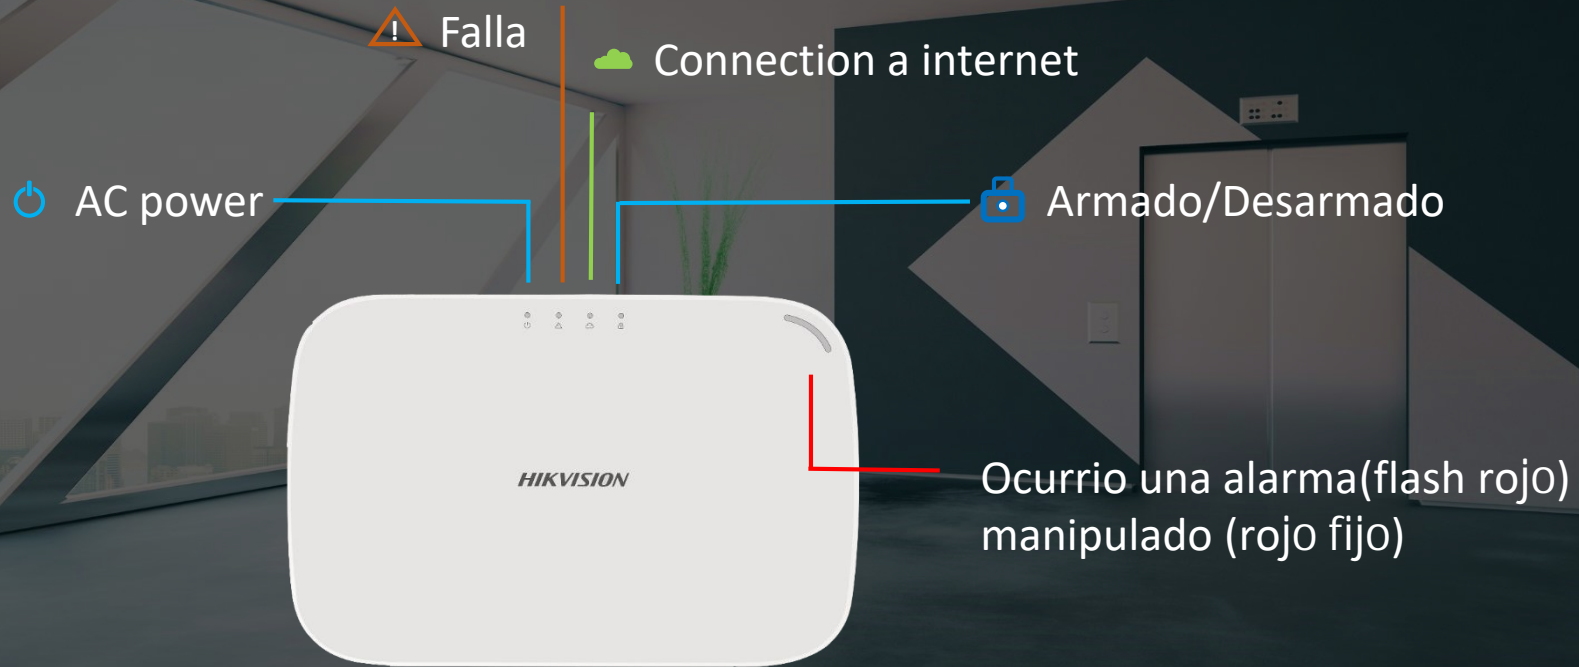 Falla
Connection a internet
AC power
Armado/Desarmado
HIKVISION
Ocurrio una alarma(flash rojo)
manipulado (rojo fijo)